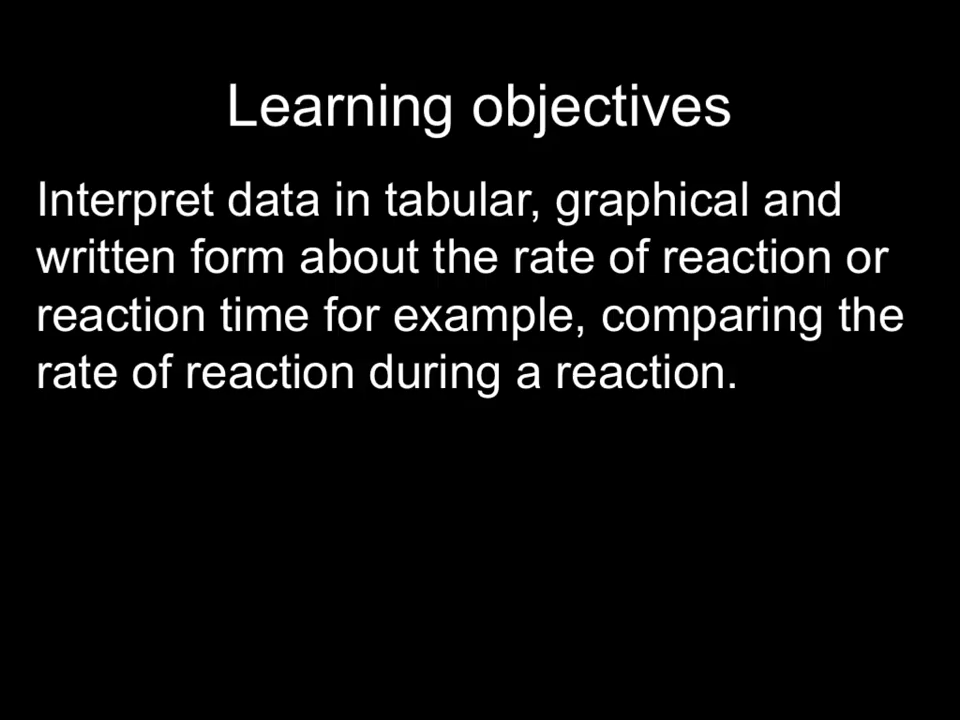 Learning objectives
Interpret data in tabular, graphical and
written form about the rate of reaction or
reaction time for example, comparing the
rate of reaction during a reaction.